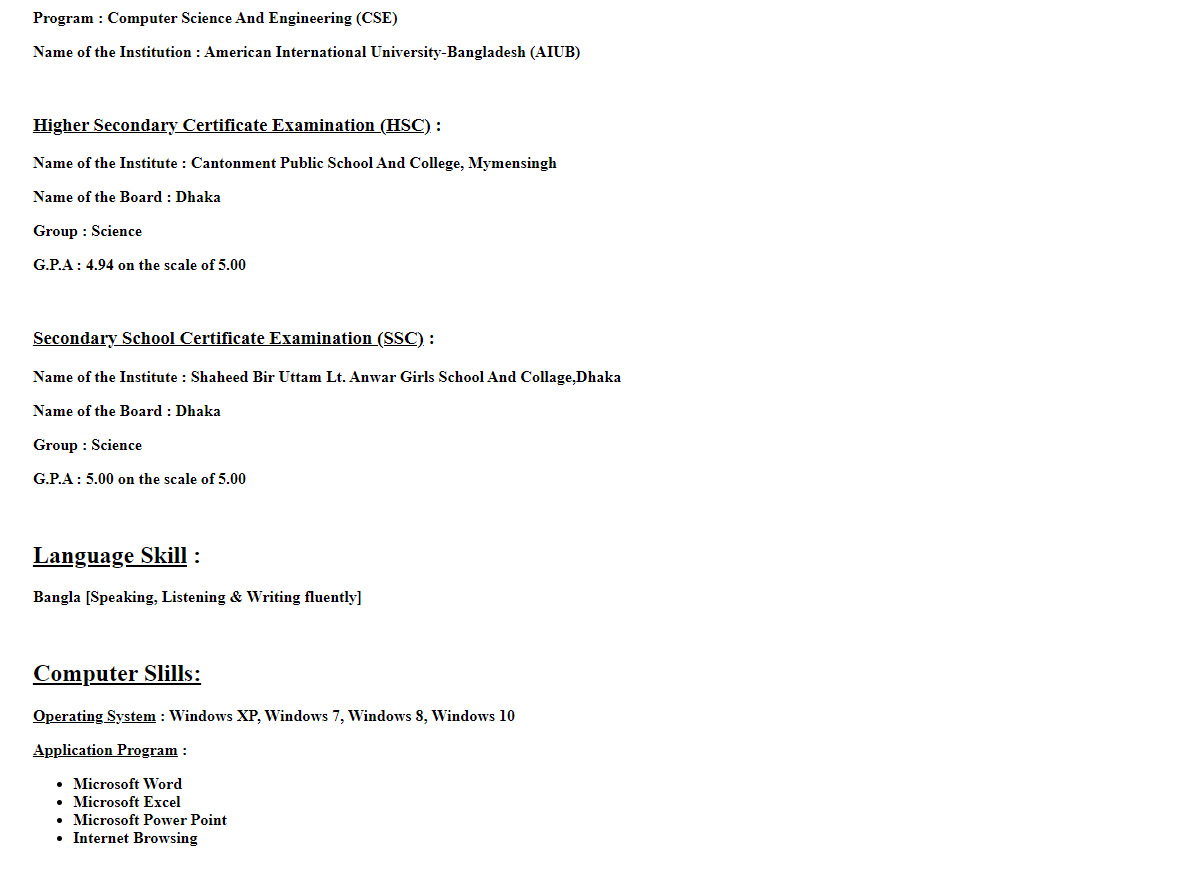 Program : Computer Science And Engineering (CSE)
Name of the Institution : American International University-Bangladesh (AIUB)
Higher Secondary Certificate Examination (HSC) :
Name of the Institute : Cantonment Public School And College, Mymensingh
Name of the Board : Dhaka
Group : Science
G.P.A : 4.94 on the scale of 5.00
Secondary School Certificate Examination (SSC) :
Name of the Institute : Shaheed Bir Uttam Lt. Anwar Girls School And Collage,Dhaka
Name of the Board : Dhaka
Group : Science
G.P.A : 5.00 on the scale of 5.00
Language Skill :
Bangla [Speaking, Listening & Writing fluently]
Computer Slills:
Operating System : Windows XP, Windows 7, Windows 8, Windows 10
Application Program :
• Microsoft Word
• Microsoft Excel
• Microsoft Power Point
• Internet Browsing